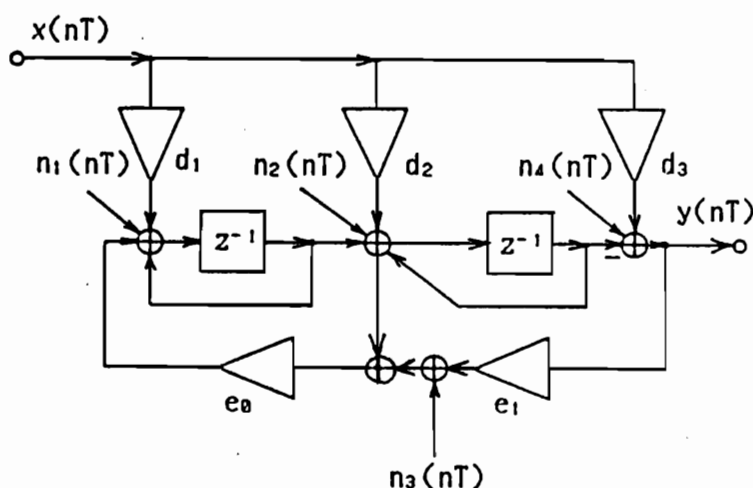 x(nT)
n₁(nT)
d₁
n₂(nT)
d₂
n₄(nT)
d₃
y(nT)
z⁻¹
z⁻¹
−
e₀
e₁
n₃(nT)